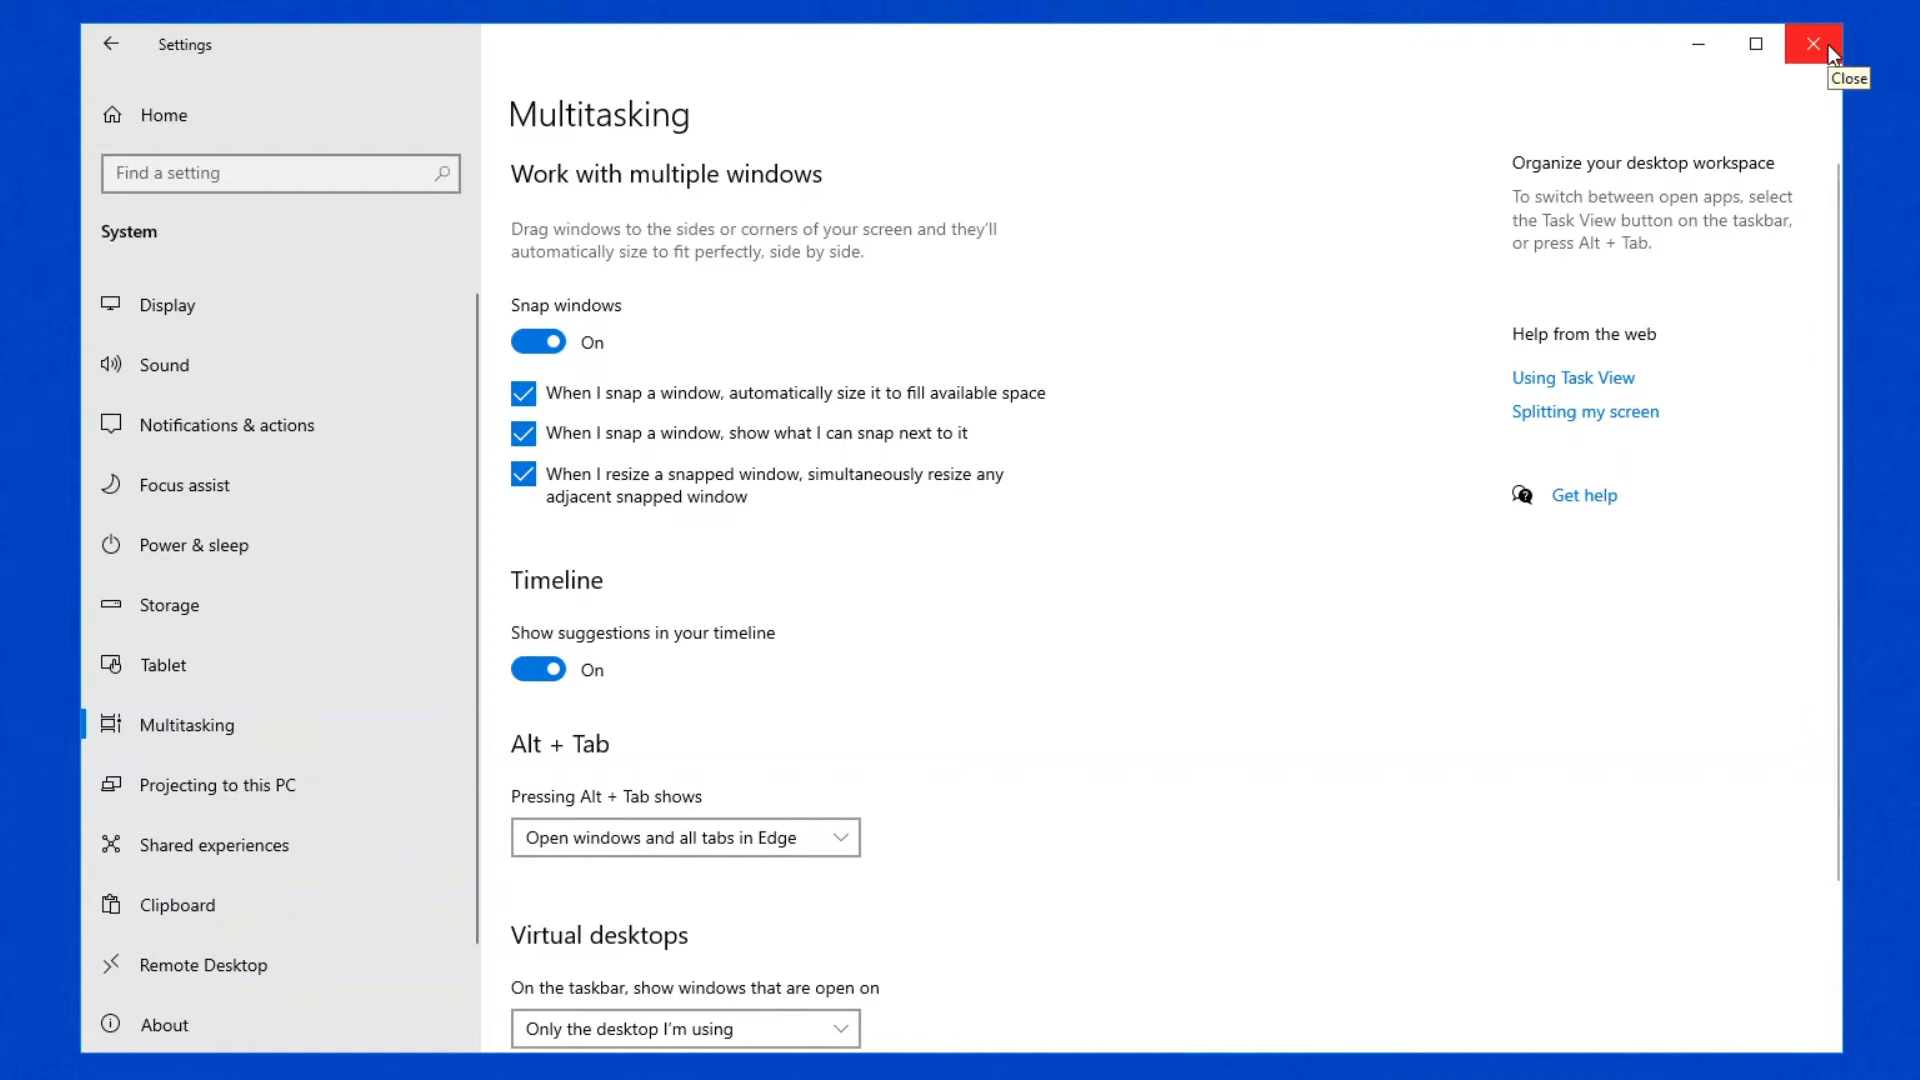 Settings
Close
Home
Find a setting
System
Display
Sound
Notifications & actions
Focus assist
Power & sleep
Storage
Tablet
Multitasking
Projecting to this PC
Shared experiences
Clipboard
Remote Desktop
About
Multitasking
Work with multiple windows
Drag windows to the sides or corners of your screen and they'll
automatically size to fit perfectly, side by side.
Snap windows
On
When I snap a window, automatically size it to fill available space
When I snap a window, show what I can snap next to it
When I resize a snapped window, simultaneously resize any
adjacent snapped window
Timeline
Show suggestions in your timeline
On
Alt + Tab
Pressing Alt + Tab shows
Open windows and all tabs in Edge
Virtual desktops
On the taskbar, show windows that are open on
Only the desktop I'm using
Organize your desktop workspace
To switch between open apps, select
the Task View button on the taskbar,
or press Alt + Tab.
Help from the web
Using Task View
Splitting my screen
Get help